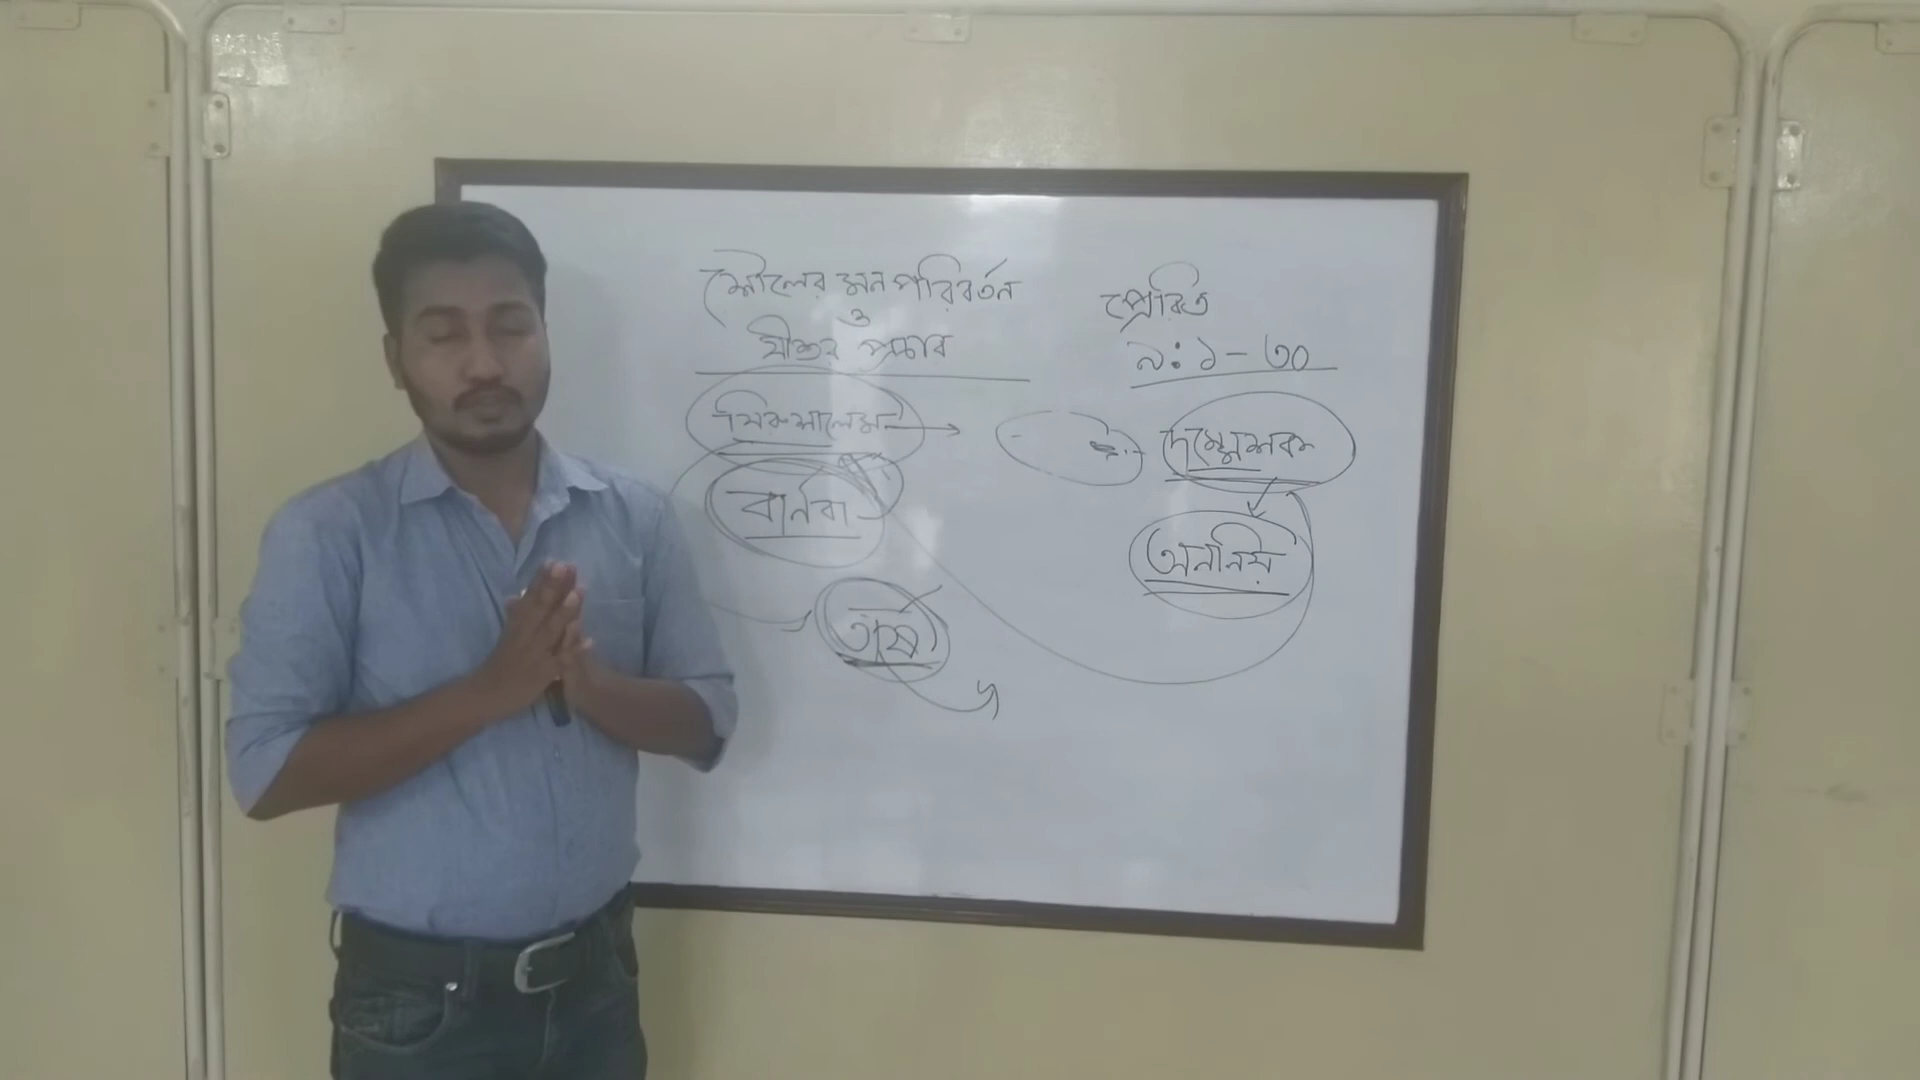 শৌলের মন পরিবর্তন
ও
যীশুর প্রচার
প্রেরিত
৯:১-৩০
যিরুশালেম
দম্মেশক
বার্নবা
অননিয়
তার্ষ